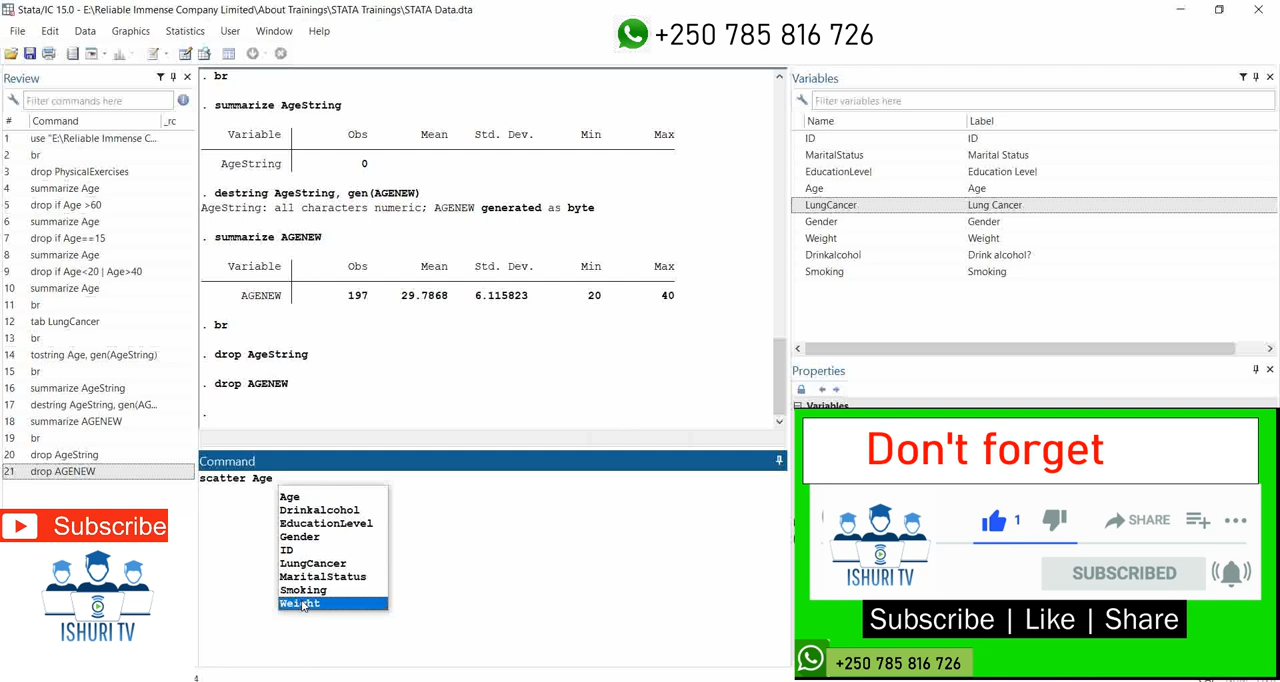 Stata/IC 15.0 - E:\Reliable Immense Company Limited\About Trainings\STATA Trainings\STATA Data.dta
File Edit Data Graphics Statistics User Window Help
+250 785 816 726
Review
Filter commands here
# Command _rc
1 use "E:\Reliable Immense C...
2 br
3 drop PhysicalExercises
4 summarize Age
5 drop if Age >60
6 summarize Age
7 drop if Age==15
8 summarize Age
9 drop if Age<20 | Age>40
10 summarize Age
11 br
12 tab LungCancer
13 br
14 tostring Age, gen(AgeString)
15 br
16 summarize AgeString
17 destring AgeString, gen(AG...
18 summarize AGENEW
19 br
20 drop AgeString
21 drop AGENEW
. br
. summarize AgeString
Variable Obs Mean Std. Dev. Min Max
AgeString 0
. destring AgeString, gen(AGENEW)
AgeString: all characters numeric; AGENEW generated as byte
. summarize AGENEW
Variable Obs Mean Std. Dev. Min Max
AGENEW 197 29.7868 6.115823 20 40
. br
. drop AgeString
. drop AGENEW
.
Command
scatter Age
Age
Drinkalcohol
EducationLevel
Gender
ID
LungCancer
MaritalStatus
Smoking
Weight
Variables
Filter variables here
Name Label
ID ID
MaritalStatus Marital Status
EducationLevel Education Level
Age Age
LungCancer Lung Cancer
Gender Gender
Weight Weight
Drinkalcohol Drink alcohol?
Smoking Smoking
Properties
Variables
Subscribe
ISHURI TV
Don't forget
1 SHARE
ISHURI TV
SUBSCRIBED
Subscribe | Like | Share
+250 785 816 726